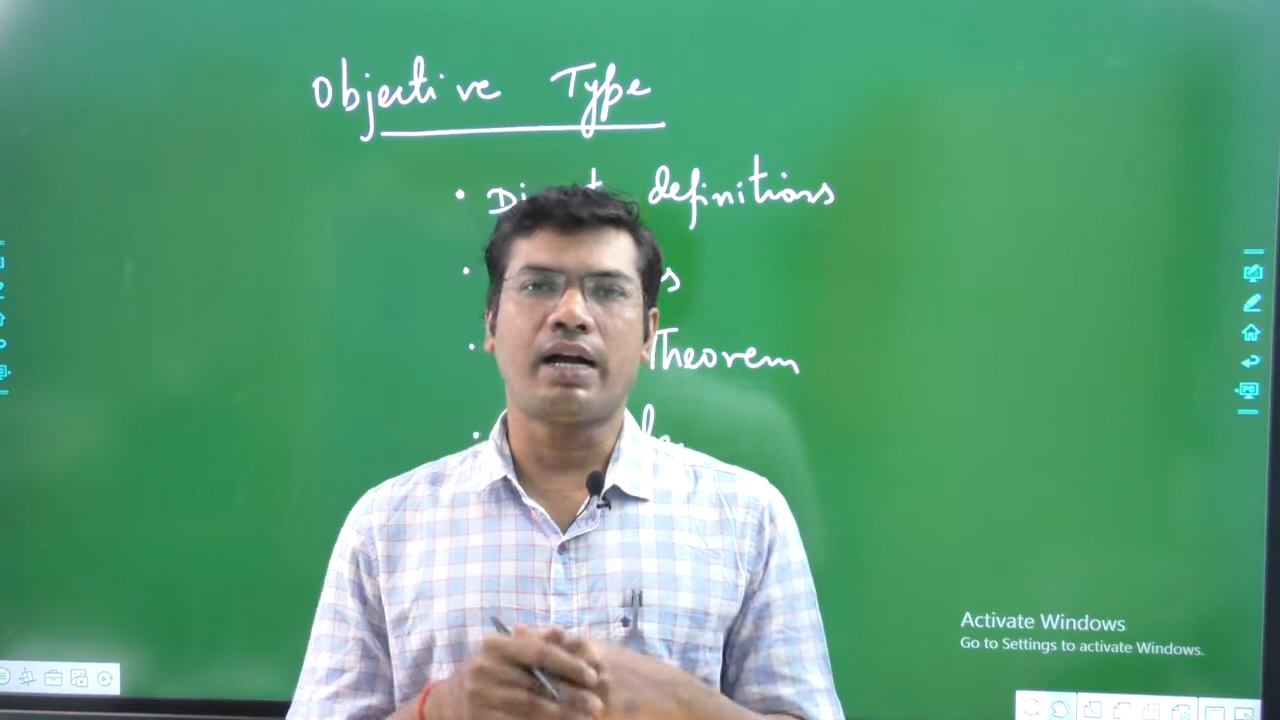 Objective Type
• definitions
•
• Theorem
•
Activate Windows
Go to Settings to activate Windows.